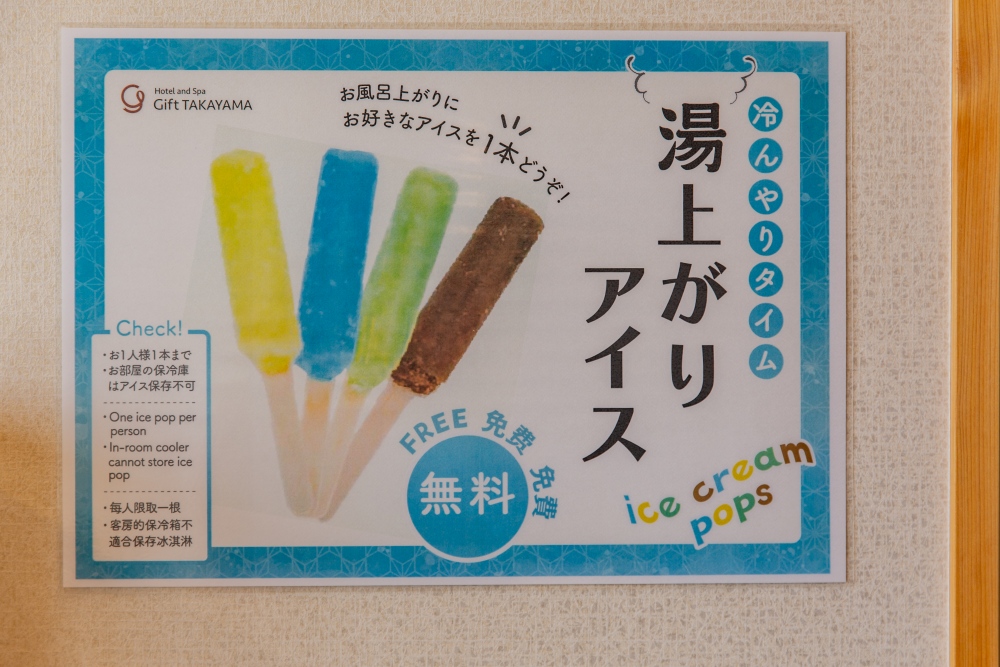 Hotel and Spa
Gift TAKAYAMA
お風呂上がりに
お好きなアイスを1本どうぞ!
冷んやりタイム
湯上がり
アイス
Check!
・お1人様1本まで
・お部屋の保冷庫
はアイス保存不可
・One ice pop per
person
・In-room cooler
cannot store ice
pop
・毎人限取一根
・客房的保冷箱不
適合保存冰淇淋
FREE 免费 免費
無料
ice cream
pops